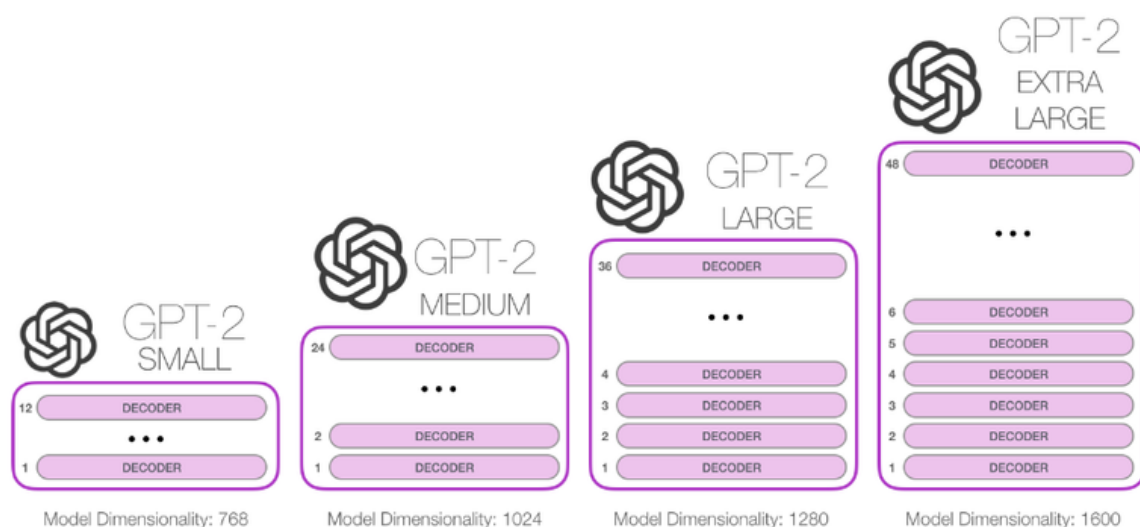 GPT-2
SMALL
12 DECODER
•••
1 DECODER
Model Dimensionality: 768
GPT-2
MEDIUM
24 DECODER
•••
2 DECODER
1 DECODER
Model Dimensionality: 1024
GPT-2
LARGE
36 DECODER
•••
4 DECODER
3 DECODER
2 DECODER
1 DECODER
Model Dimensionality: 1280
GPT-2
EXTRA
LARGE
48 DECODER
•••
6 DECODER
5 DECODER
4 DECODER
3 DECODER
2 DECODER
1 DECODER
Model Dimensionality: 1600